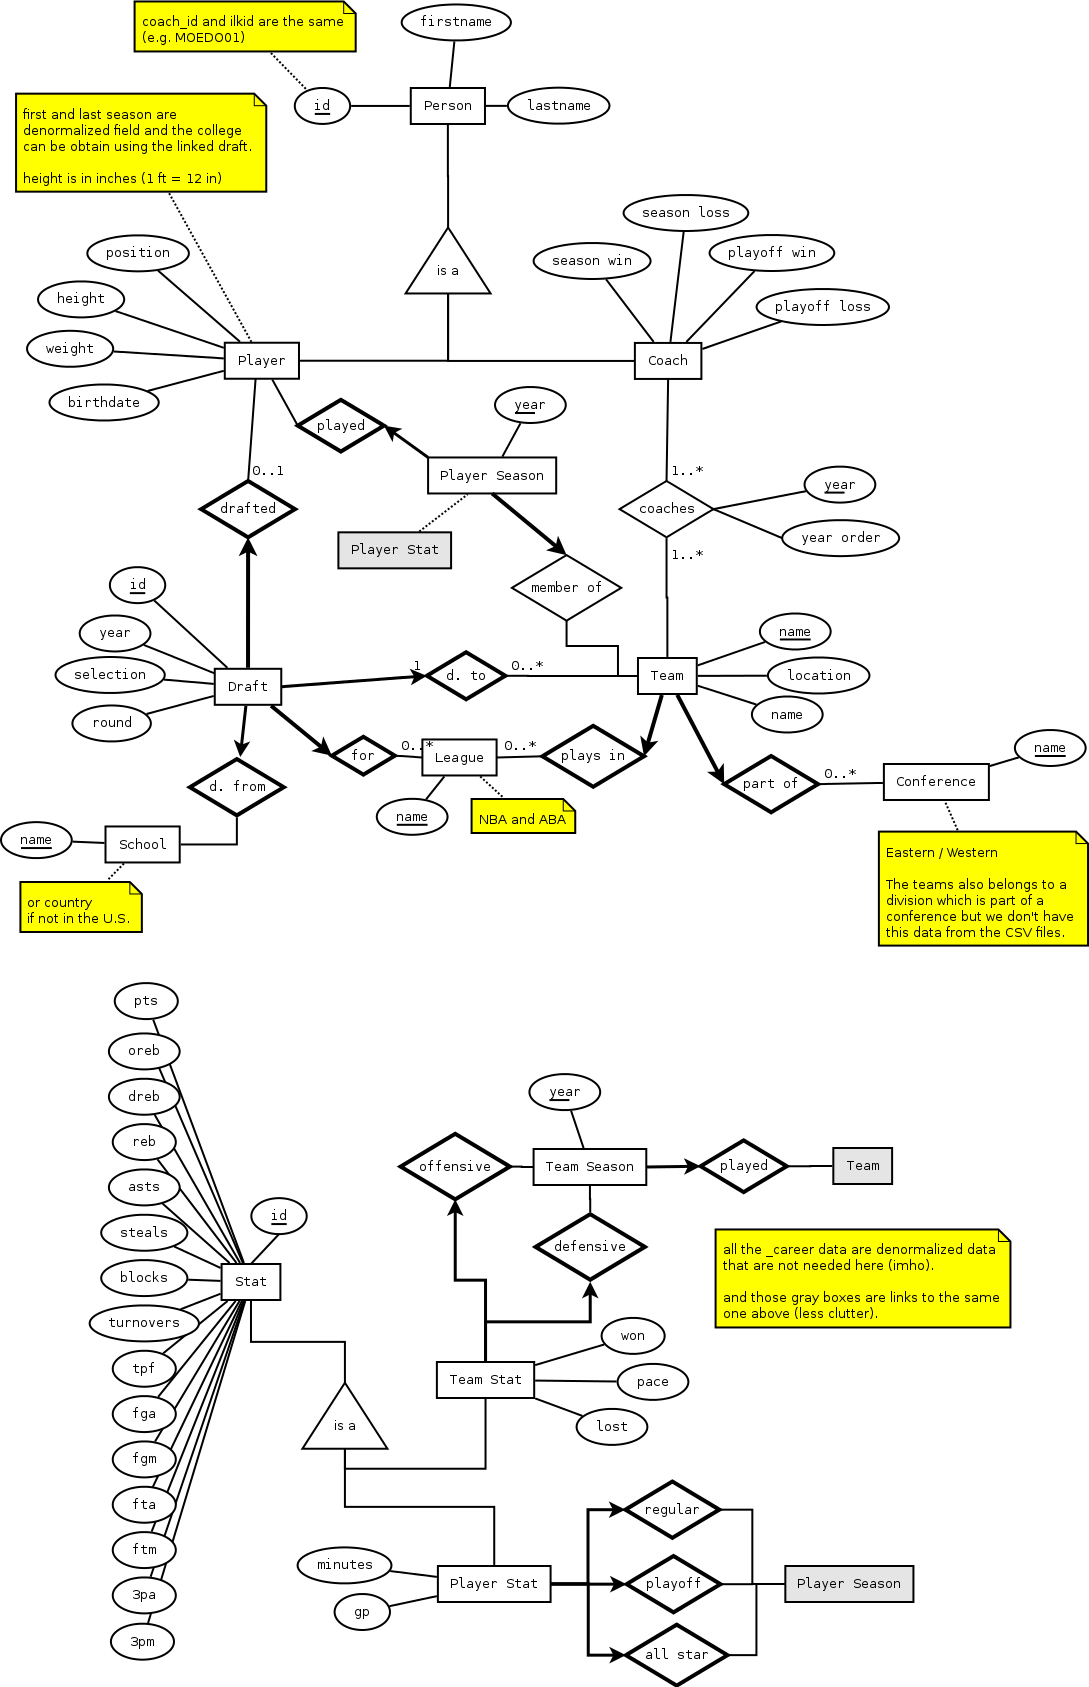 coach_id and ilkid are the same
(e.g. MOEDO01)
firstname
id
Person
lastname
first and last season are
denormalized field and the college
can be obtain using the linked draft.
height is in inches (1 ft = 12 in)
is a
position
height
weight
birthdate
Player
season win
season loss
playoff win
playoff loss
Coach
played
year
Player Season
Player Stat
0..1
drafted
1..*
coaches
1..*
year
year order
member of
id
year
selection
round
Draft
1
d. to
0..*
Team
name
location
name
for
0..*
League
0..*
plays in
name
NBA and ABA
part of
0..*
Conference
name
d. from
name
School
or country
if not in the U.S.
Eastern / Western
The teams also belongs to a
division which is part of a
conference but we don't have
this data from the CSV files.
pts
oreb
dreb
reb
asts
steals
blocks
turnovers
tpf
fga
fgm
fta
ftm
3pa
3pm
id
Stat
is a
year
offensive
Team Season
played
Team
defensive
all the _career data are denormalized data
that are not needed here (imho).
and those gray boxes are links to the same
one above (less clutter).
Team Stat
won
pace
lost
minutes
gp
Player Stat
regular
playoff
all star
Player Season